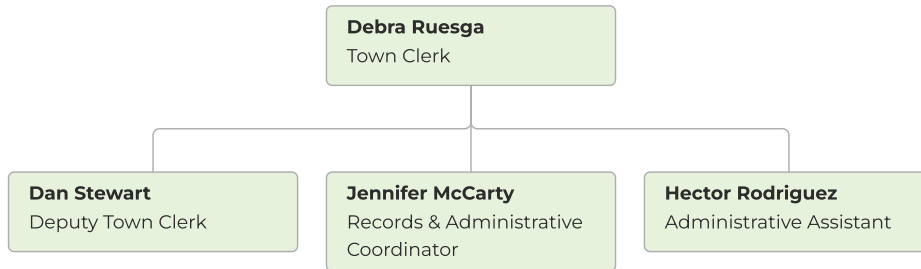 Debra Ruesga
Town Clerk
Dan Stewart
Deputy Town Clerk
Jennifer McCarty
Records & Administrative
Coordinator
Hector Rodriguez
Administrative Assistant